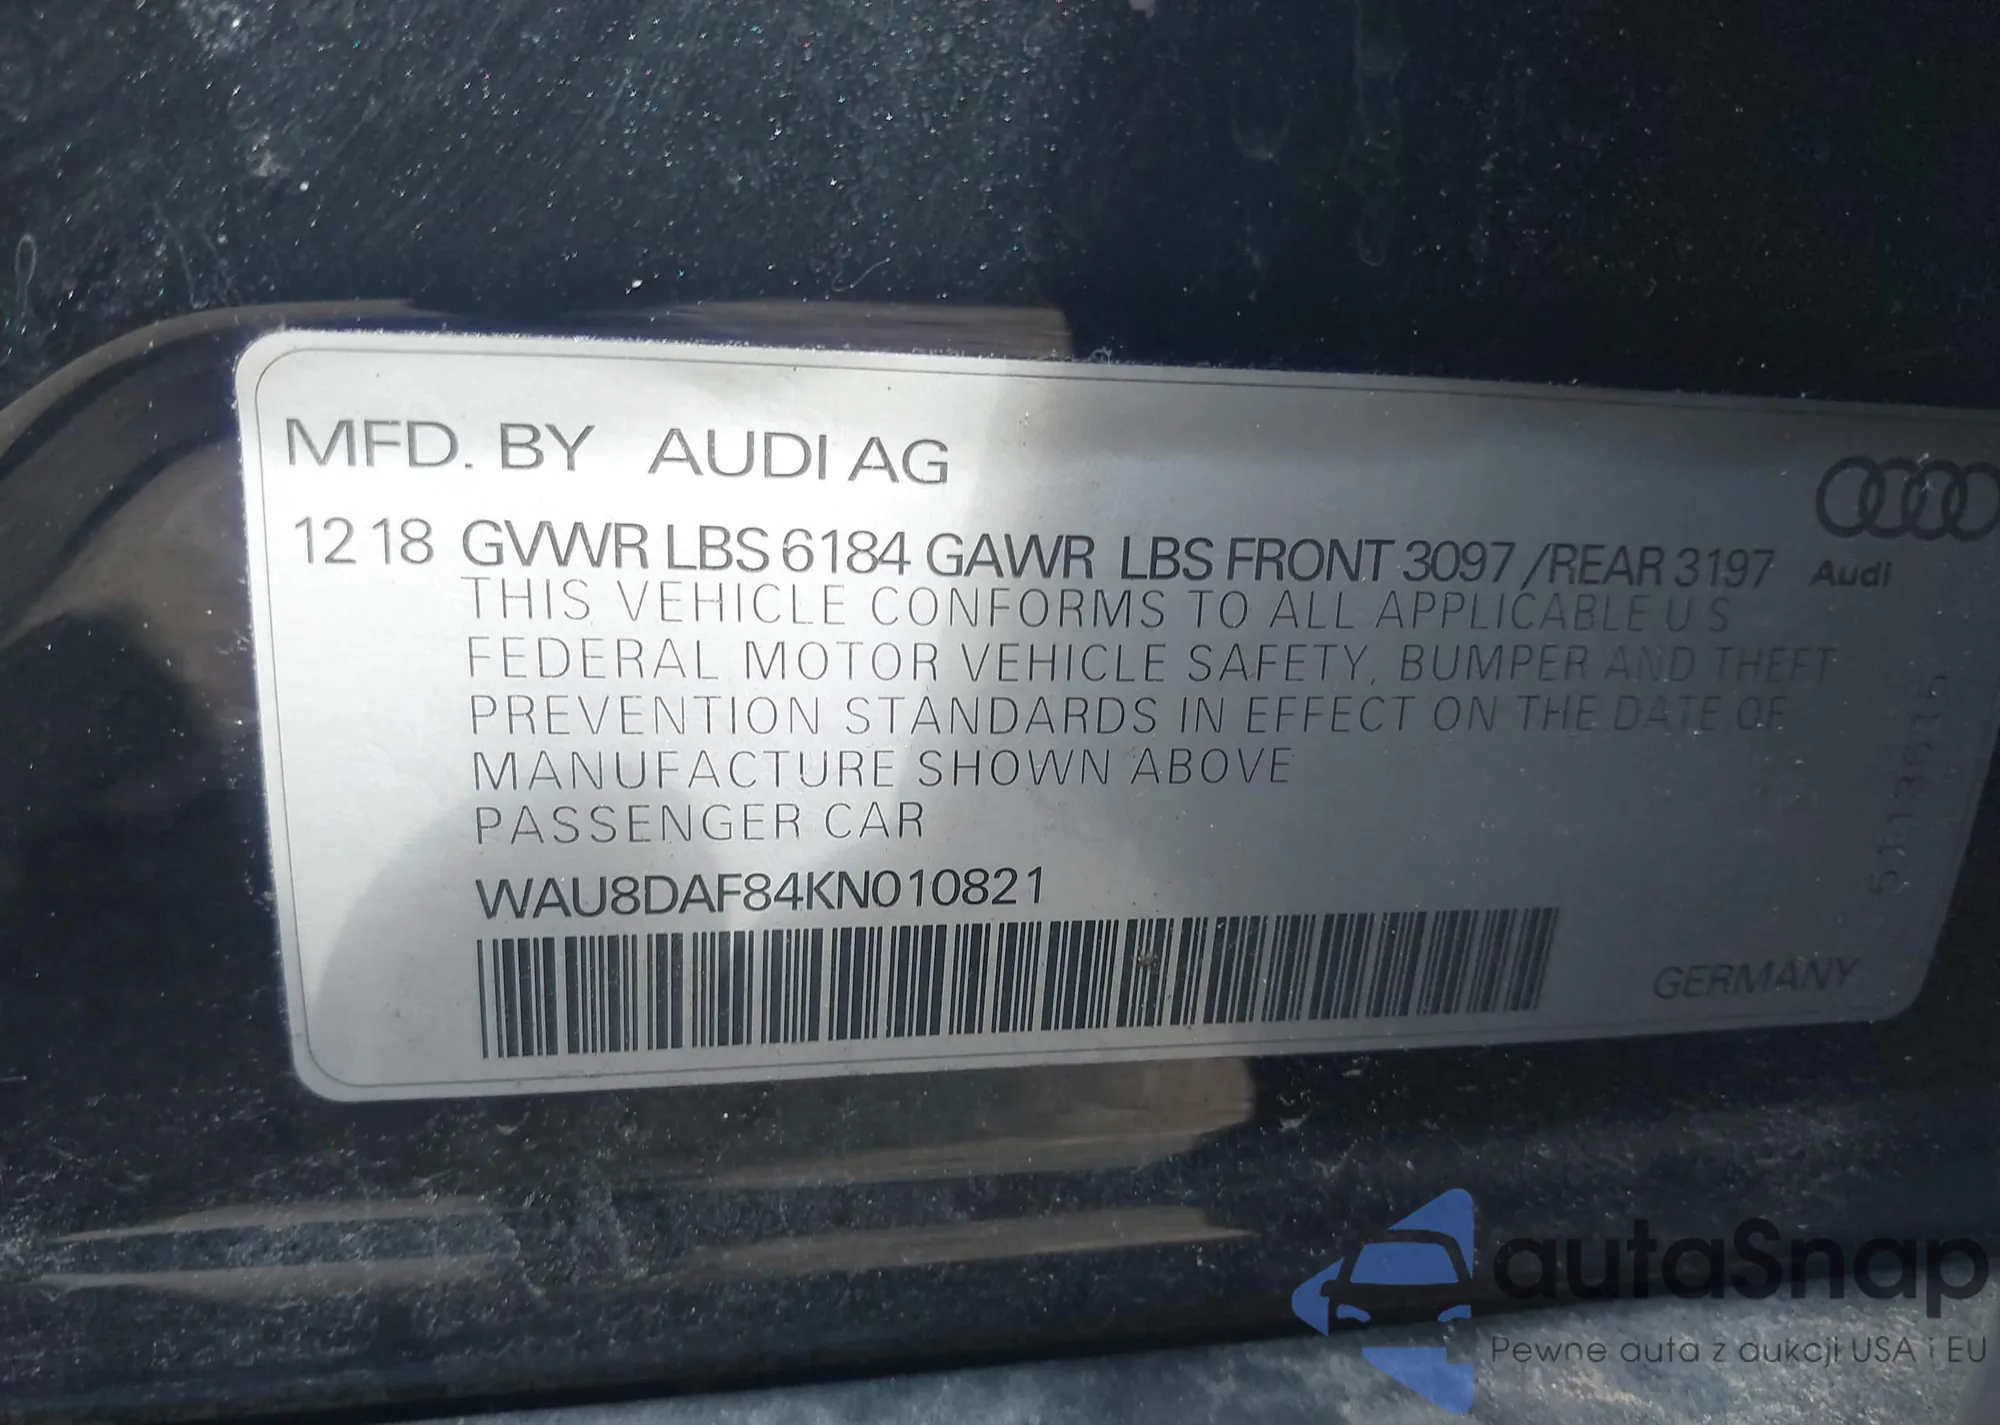 MFD. BY AUDI AG
12 18 GVWR LBS 6184 GAWR LBS FRONT 3097 /REAR 3197
Audi
THIS VEHICLE CONFORMS TO ALL APPLICABLE U S
FEDERAL MOTOR VEHICLE SAFETY, BUMPER AND THEFT
PREVENTION STANDARDS IN EFFECT ON THE DATE OF
MANUFACTURE SHOWN ABOVE
PASSENGER CAR
WAU8DAF84KN010821
GERMANY
autaSnap
Pewne auta z aukcji USA i EU